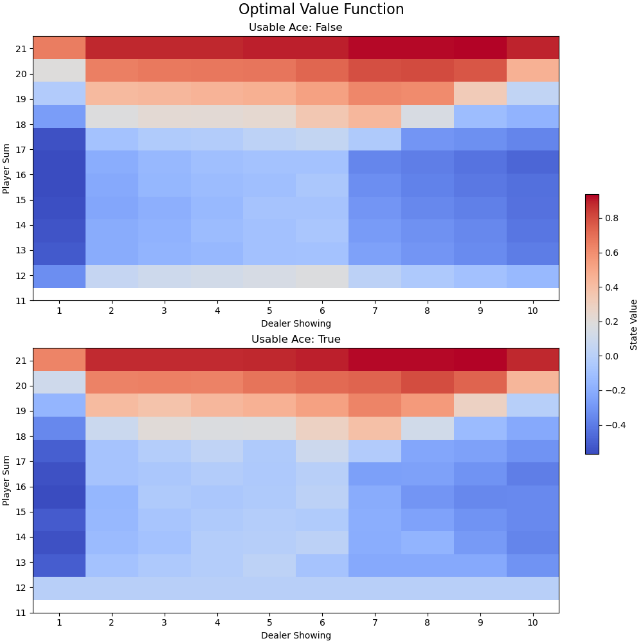 Optimal Value Function
Usable Ace: False
21
20
19
18
17
16
15
14
13
12
11
Player Sum
1 2 3 4 5 6 7 8 9 10
Dealer Showing
Usable Ace: True
21
20
19
18
17
16
15
14
13
12
11
Player Sum
1 2 3 4 5 6 7 8 9 10
Dealer Showing
0.8
0.6
0.4
0.2
0.0
−0.2
−0.4
State Value